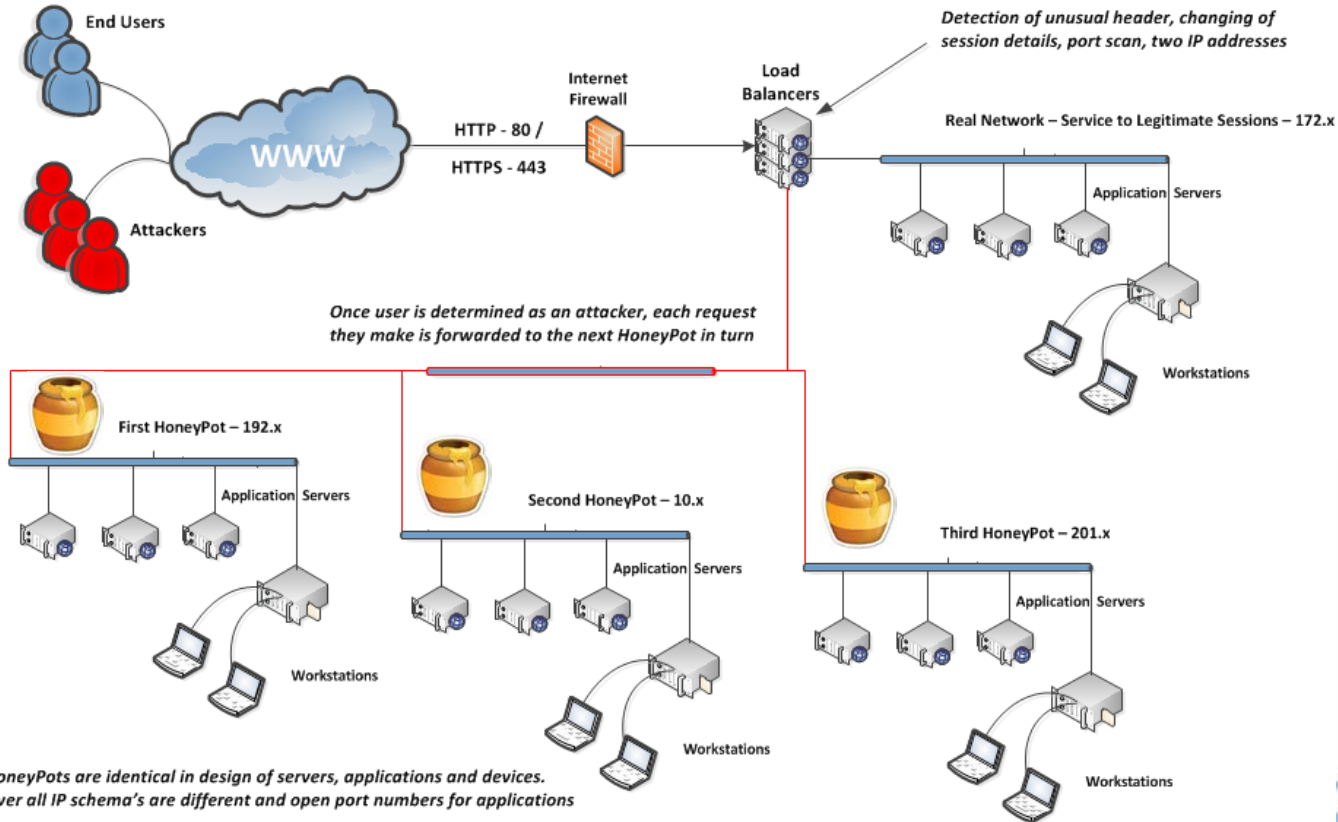 End Users
Detection of unusual header, changing of
session details, port scan, two IP addresses
Internet
Firewall
Load
Balancers
HTTP - 80 /
HTTPS - 443
WWW
Real Network – Service to Legitimate Sessions – 172.x
Application Servers
Attackers
Once user is determined as an attacker, each request
they make is forwarded to the next HoneyPot in turn
Workstations
First HoneyPot – 192.x
Application Servers
Workstations
Second HoneyPot – 10.x
Application Servers
Workstations
Third HoneyPot – 201.x
Application Servers
Workstations
oneyPots are identical in design of servers, applications and devices.
ver all IP schema's are different and open port numbers for applications